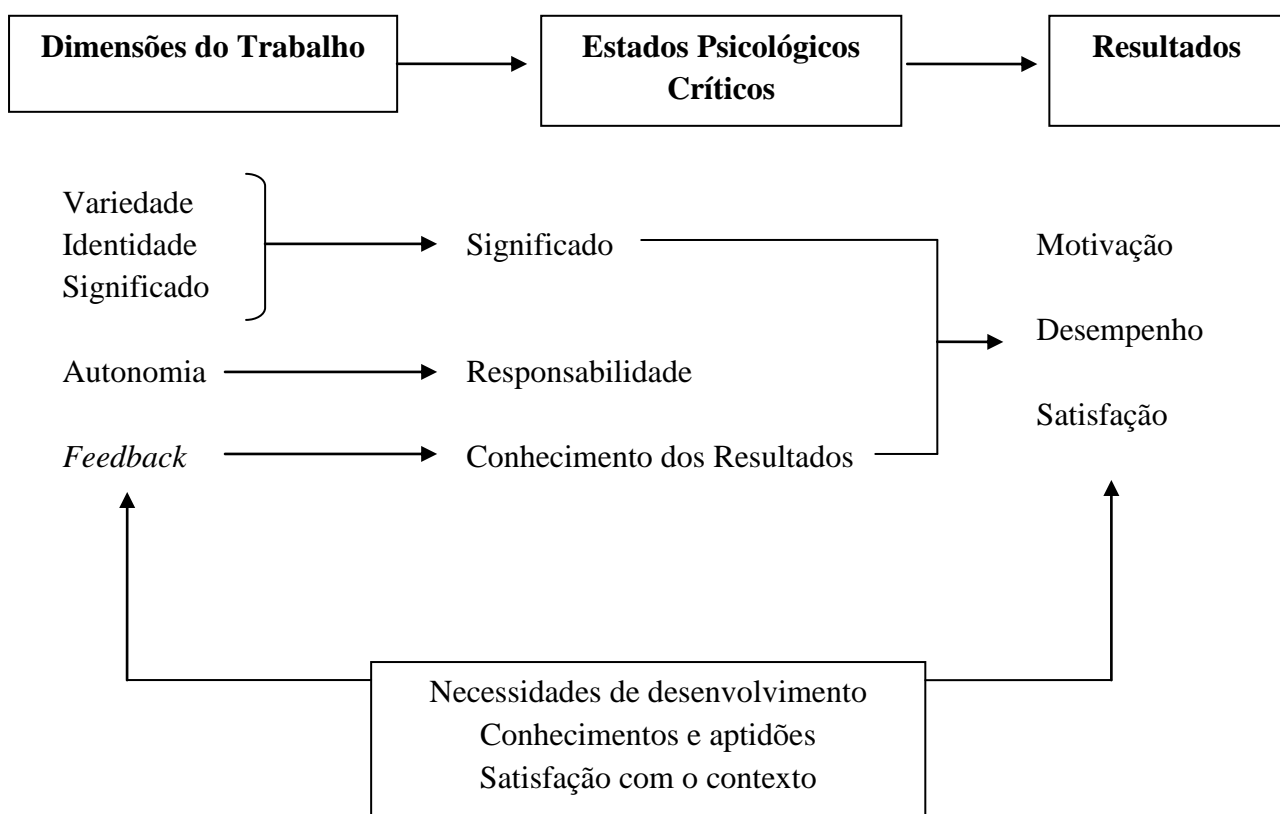 Dimensões do Trabalho
Estados Psicológicos
Críticos
Resultados
Variedade
Identidade
Significado
Significado
Motivação
Desempenho
Autonomia
Responsabilidade
Satisfação
Feedback
Conhecimento dos Resultados
Necessidades de desenvolvimento
Conhecimentos e aptidões
Satisfação com o contexto